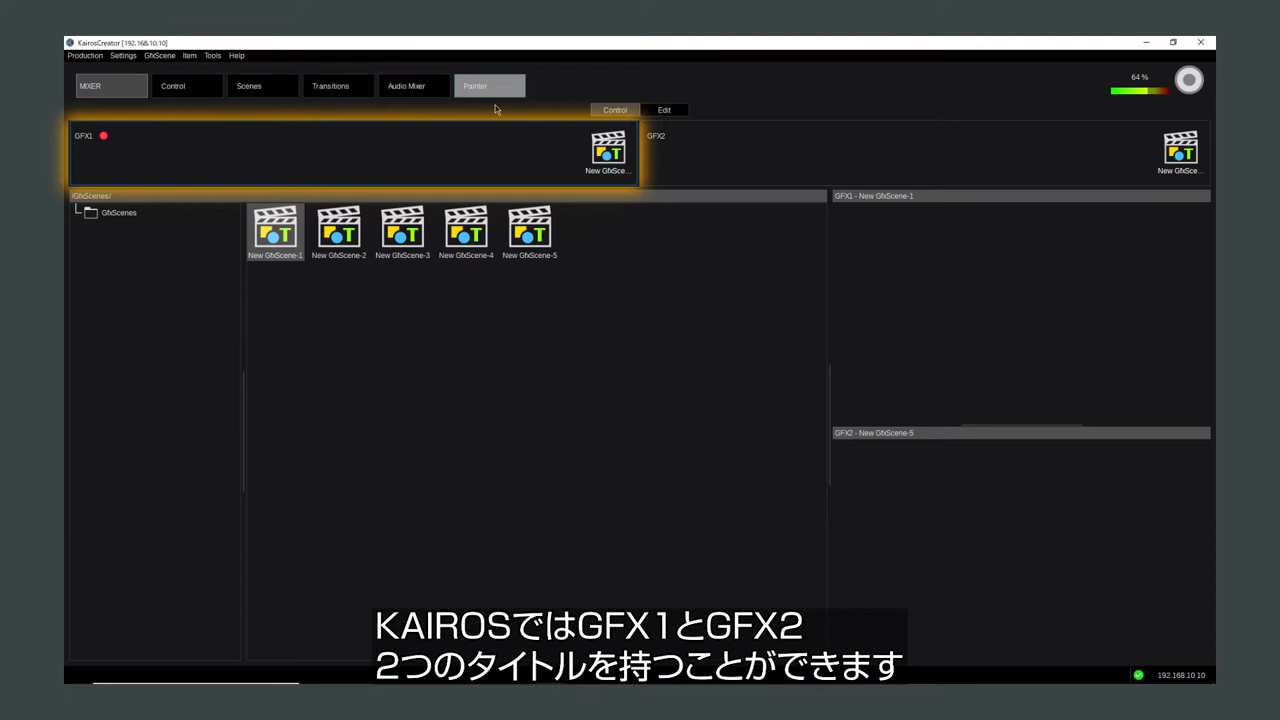 KairosCreator [192.168.10.10]
Production Settings GfxScene Item Tools Help
MIXER Control Scenes Transitions Audio Mixer Painter
64 %
Control Edit
GFX1
New GfxSce...
GFX2
New GfxSce...
/GfxScenes/
GFX1 - New GfxScene-1
GfxScenes
New GfxScene-1 New GfxScene-2 New GfxScene-3 New GfxScene-4 New GfxScene-5
GFX2 - New GfxScene-5
KAIROSではGFX1とGFX2
2つのタイトルを持つことができます
192.168.10.10